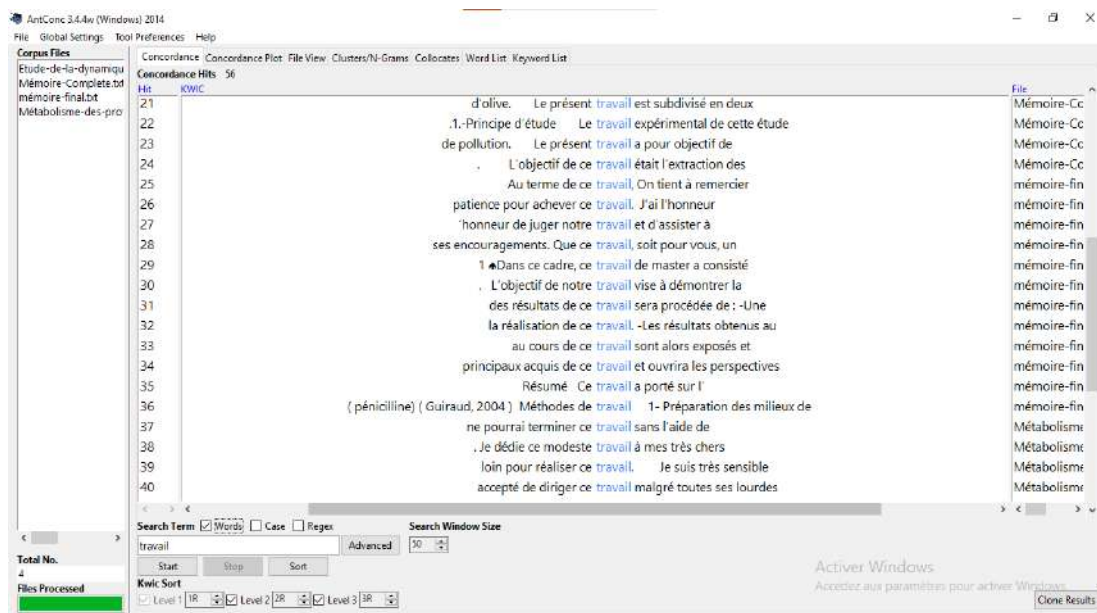 AntConc 3.4.4w (Windows) 2014
File Global Settings Tool Preferences Help
Corpus Files
Etude-de-la-dynamiqu
Mémoire-Complete.txt
mémoire-final.txt
Métabolisme-des-pro
Concordance Concordance Plot File View Clusters/N-Grams Collocates Word List Keyword List
Concordance Hits 56
Hit KWIC File
21 d'olive. Le présent travail est subdivisé en deux Mémoire-Cc
22 .1.-Principe d'étude Le travail expérimental de cette étude Mémoire-Cc
23 de pollution. Le présent travail a pour objectif de Mémoire-Cc
24 . L'objectif de ce travail était l'extraction des Mémoire-Cc
25 Au terme de ce travail, On tient à remercier mémoire-fin
26 patience pour achever ce travail. J'ai l'honneur mémoire-fin
27 'honneur de juger notre travail et d'assister à mémoire-fin
28 ses encouragements. Que ce travail, soit pour vous, un mémoire-fin
29 1 ♠Dans ce cadre, ce travail de master a consisté mémoire-fin
30 . L'objectif de notre travail vise à démontrer la mémoire-fin
31 des résultats de ce travail sera procédée de : -Une mémoire-fin
32 la réalisation de ce travail. -Les résultats obtenus au mémoire-fin
33 au cours de ce travail sont alors exposés et mémoire-fin
34 principaux acquis de ce travail et ouvrira les perspectives mémoire-fin
35 Résumé Ce travail a porté sur l' mémoire-fin
36 ( pénicilline) ( Guiraud, 2004 ) Méthodes de travail 1- Préparation des milieux de mémoire-fin
37 ne pourrai terminer ce travail sans l'aide de Métabolisme
38 . Je dédie ce modeste travail à mes très chers Métabolisme
39 loin pour réaliser ce travail. Je suis très sensible Métabolisme
40 accepté de diriger ce travail malgré toutes ses lourdes Métabolisme
Search Term Words Case Regex Search Window Size
travail Advanced 50
Start Stop Sort
Kwic Sort
Level 1 1R Level 2 2R Level 3 3R
Total No.
4
Files Processed
Activer Windows
Accédez aux paramètres pour activer Windows
Clone Results